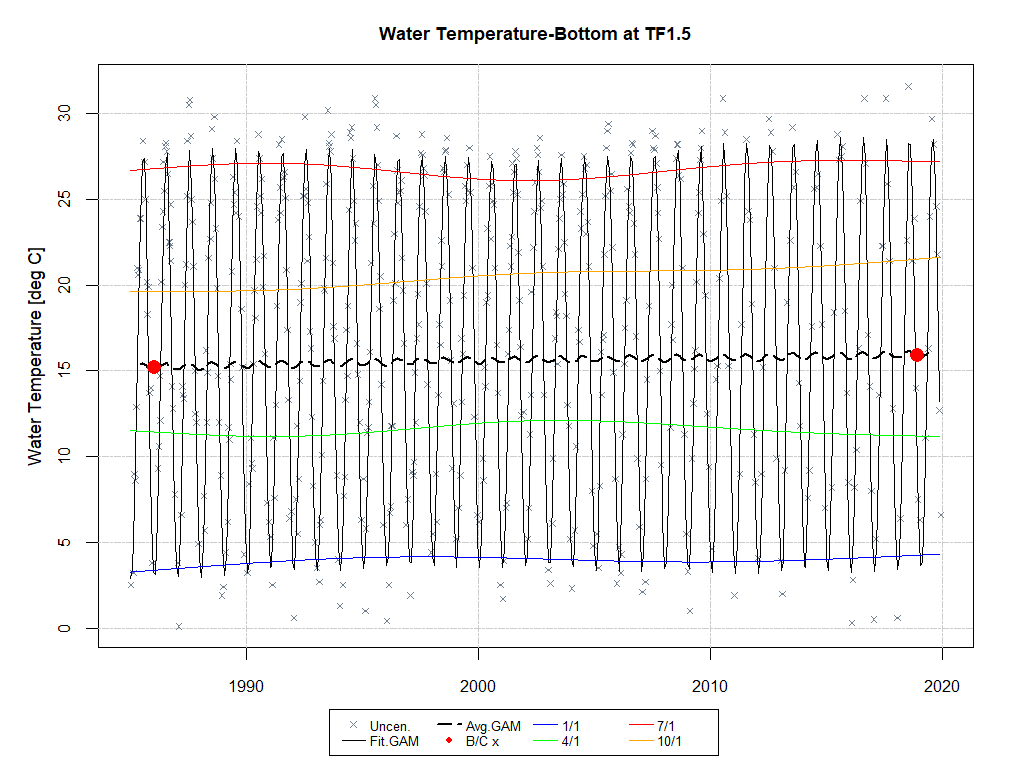 Water Temperature-Bottom at TF1.5
Water Temperature [deg C]
30
25
20
15
10
5
0
1990
2000
2010
2020
Uncen.
Avg.GAM
1/1
7/1
Fit.GAM
B/C x
4/1
10/1